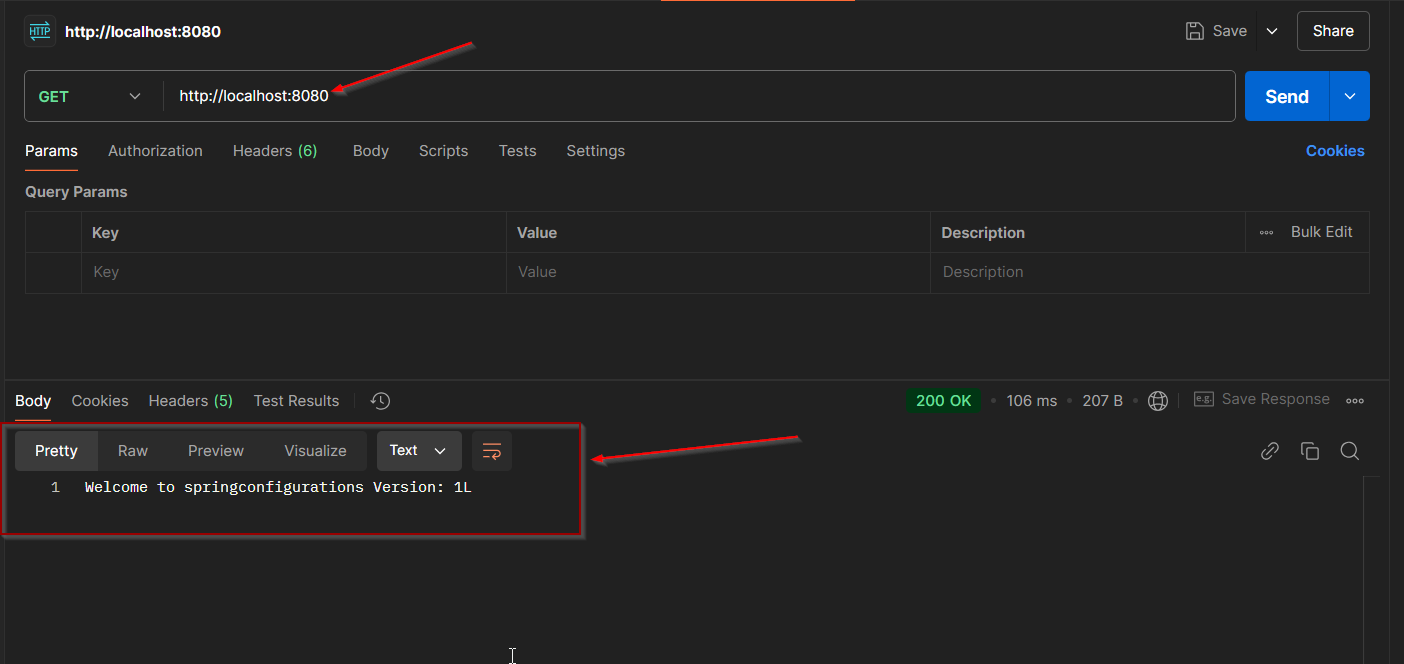 HTTP http://localhost:8080 Save Share
GET http://localhost:8080 Send
Params Authorization Headers (6) Body Scripts Tests Settings Cookies
Query Params
Key Value Description Bulk Edit
Key Value Description
Body Cookies Headers (5) Test Results 200 OK • 106 ms • 207 B • e.g. Save Response
Pretty Raw Preview Visualize Text
1 Welcome to springconfigurations Version: 1L